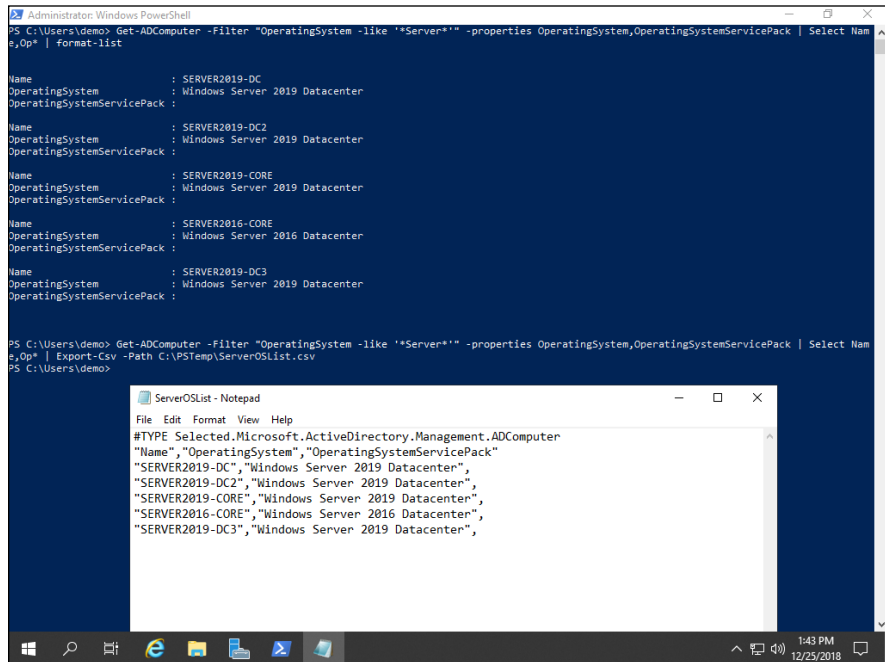 Administrator: Windows PowerShell
PS C:\Users\demo> Get-ADComputer -Filter "OperatingSystem -like '*Server*'" -properties OperatingSystem,OperatingSystemServicePack | Select Nam
e,Op* | format-list
Name : SERVER2019-DC
OperatingSystem : Windows Server 2019 Datacenter
OperatingSystemServicePack :
Name : SERVER2019-DC2
OperatingSystem : Windows Server 2019 Datacenter
OperatingSystemServicePack :
Name : SERVER2019-CORE
OperatingSystem : Windows Server 2019 Datacenter
OperatingSystemServicePack :
Name : SERVER2016-CORE
OperatingSystem : Windows Server 2016 Datacenter
OperatingSystemServicePack :
Name : SERVER2019-DC3
OperatingSystem : Windows Server 2019 Datacenter
OperatingSystemServicePack :
PS C:\Users\demo> Get-ADComputer -Filter "OperatingSystem -like '*Server*'" -properties OperatingSystem,OperatingSystemServicePack | Select Nam
e,Op* | Export-Csv -Path C:\PSTemp\ServerOSList.csv
PS C:\Users\demo>
ServerOSList - Notepad
File Edit Format View Help
#TYPE Selected.Microsoft.ActiveDirectory.Management.ADComputer
"Name","OperatingSystem","OperatingSystemServicePack"
"SERVER2019-DC","Windows Server 2019 Datacenter",
"SERVER2019-DC2","Windows Server 2019 Datacenter",
"SERVER2019-CORE","Windows Server 2019 Datacenter",
"SERVER2016-CORE","Windows Server 2016 Datacenter",
"SERVER2019-DC3","Windows Server 2019 Datacenter",
1:43 PM
12/25/2018